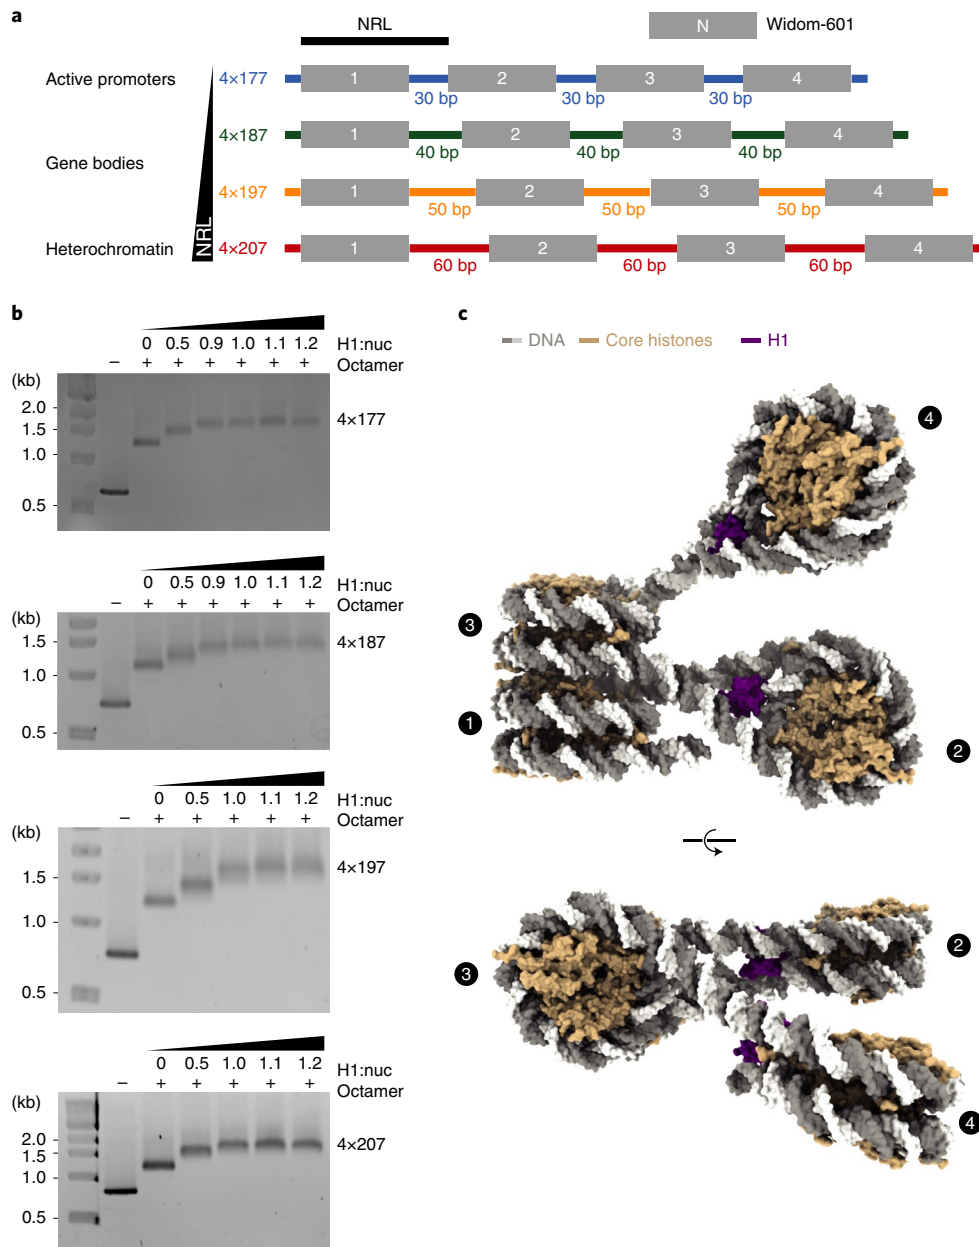 a
NRL
N Widom-601
Active promoters 4×177 1 2 3 4
30 bp 30 bp 30 bp
4×187 1 2 3 4
40 bp 40 bp 40 bp
Gene bodies
4×197 1 2 3 4
50 bp 50 bp 50 bp
Heterochromatin NRL 4×207 1 2 3 4
60 bp 60 bp 60 bp
b
0 0.5 0.9 1.0 1.1 1.2 H1:nuc
– + + + + + + Octamer
(kb)
2.0
4×177
1.5
1.0
0.5
0 0.5 0.9 1.0 1.1 1.2 H1:nuc
– + + + + + + Octamer
(kb)
1.5 4×187
1.0
0.5
0 0.5 1.0 1.1 1.2 H1:nuc
– + + + + + Octamer
(kb)
4×197
1.5
1.0
0.5
0 0.5 1.0 1.1 1.2 H1:nuc
– + + + + + Octamer
(kb)
2.0 4×207
1.5
1.0
0.5
c
DNA Core histones H1
4
3
1
2
2
3
4